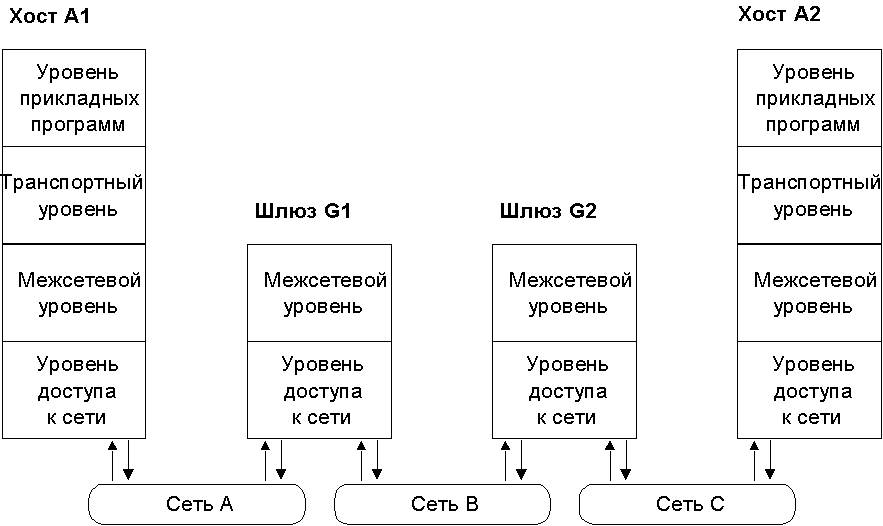 Хост A1
Хост A2
Уровень
прикладных
программ
Уровень
прикладных
программ
Транспортный
уровень
Транспортный
уровень
Шлюз G1
Шлюз G2
Межсетевой
уровень
Межсетевой
уровень
Межсетевой
уровень
Межсетевой
уровень
Уровень
доступа
к сети
Уровень
доступа
к сети
Уровень
доступа
к сети
Уровень
доступа
к сети
Сеть A
Сеть B
Сеть C